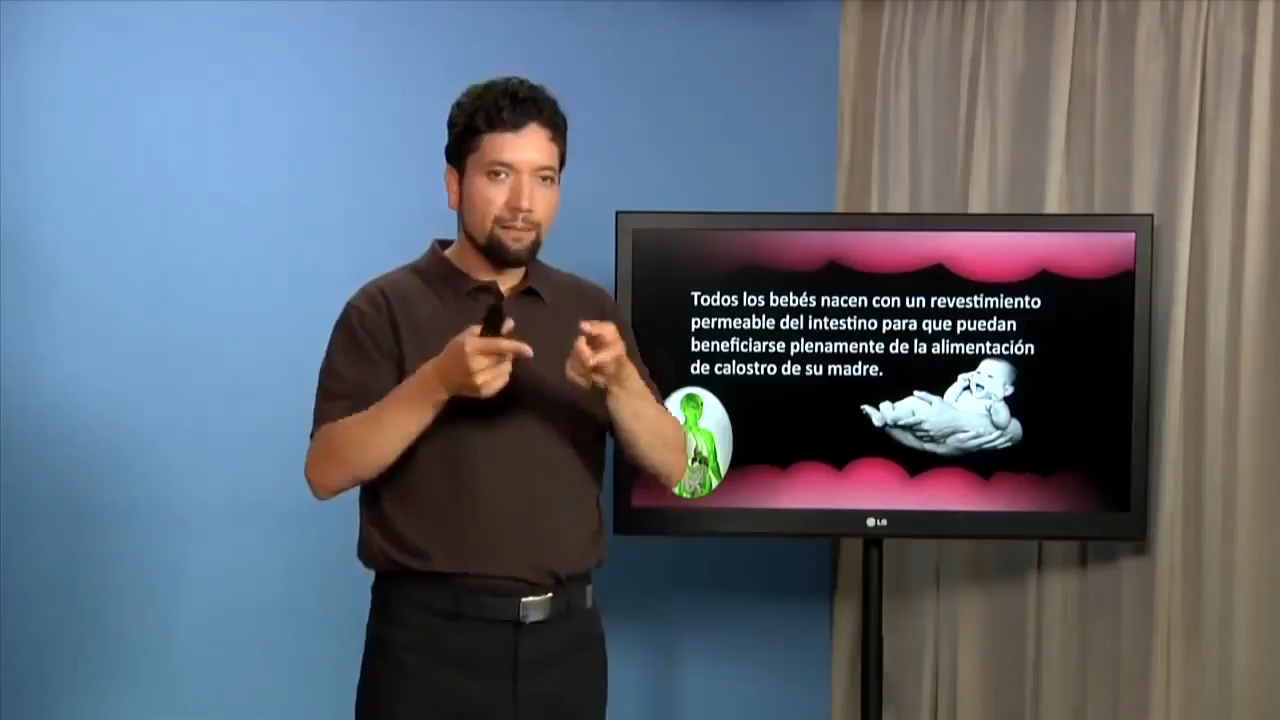 Todos los bebés nacen con un revestimiento
permeable del intestino para que puedan
beneficiarse plenamente de la alimentación
de calostro de su madre.
LG